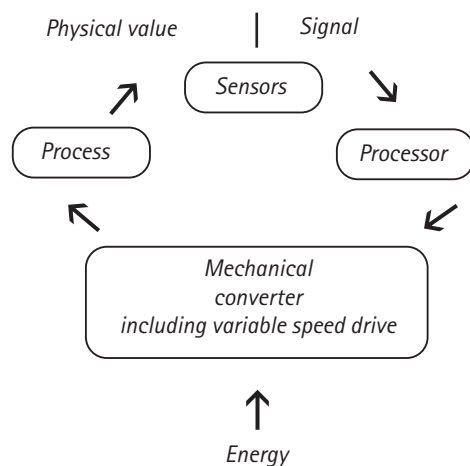 Physical value
Signal
Sensors
Process
Processor
Mechanical
converter
including variable speed drive
Energy